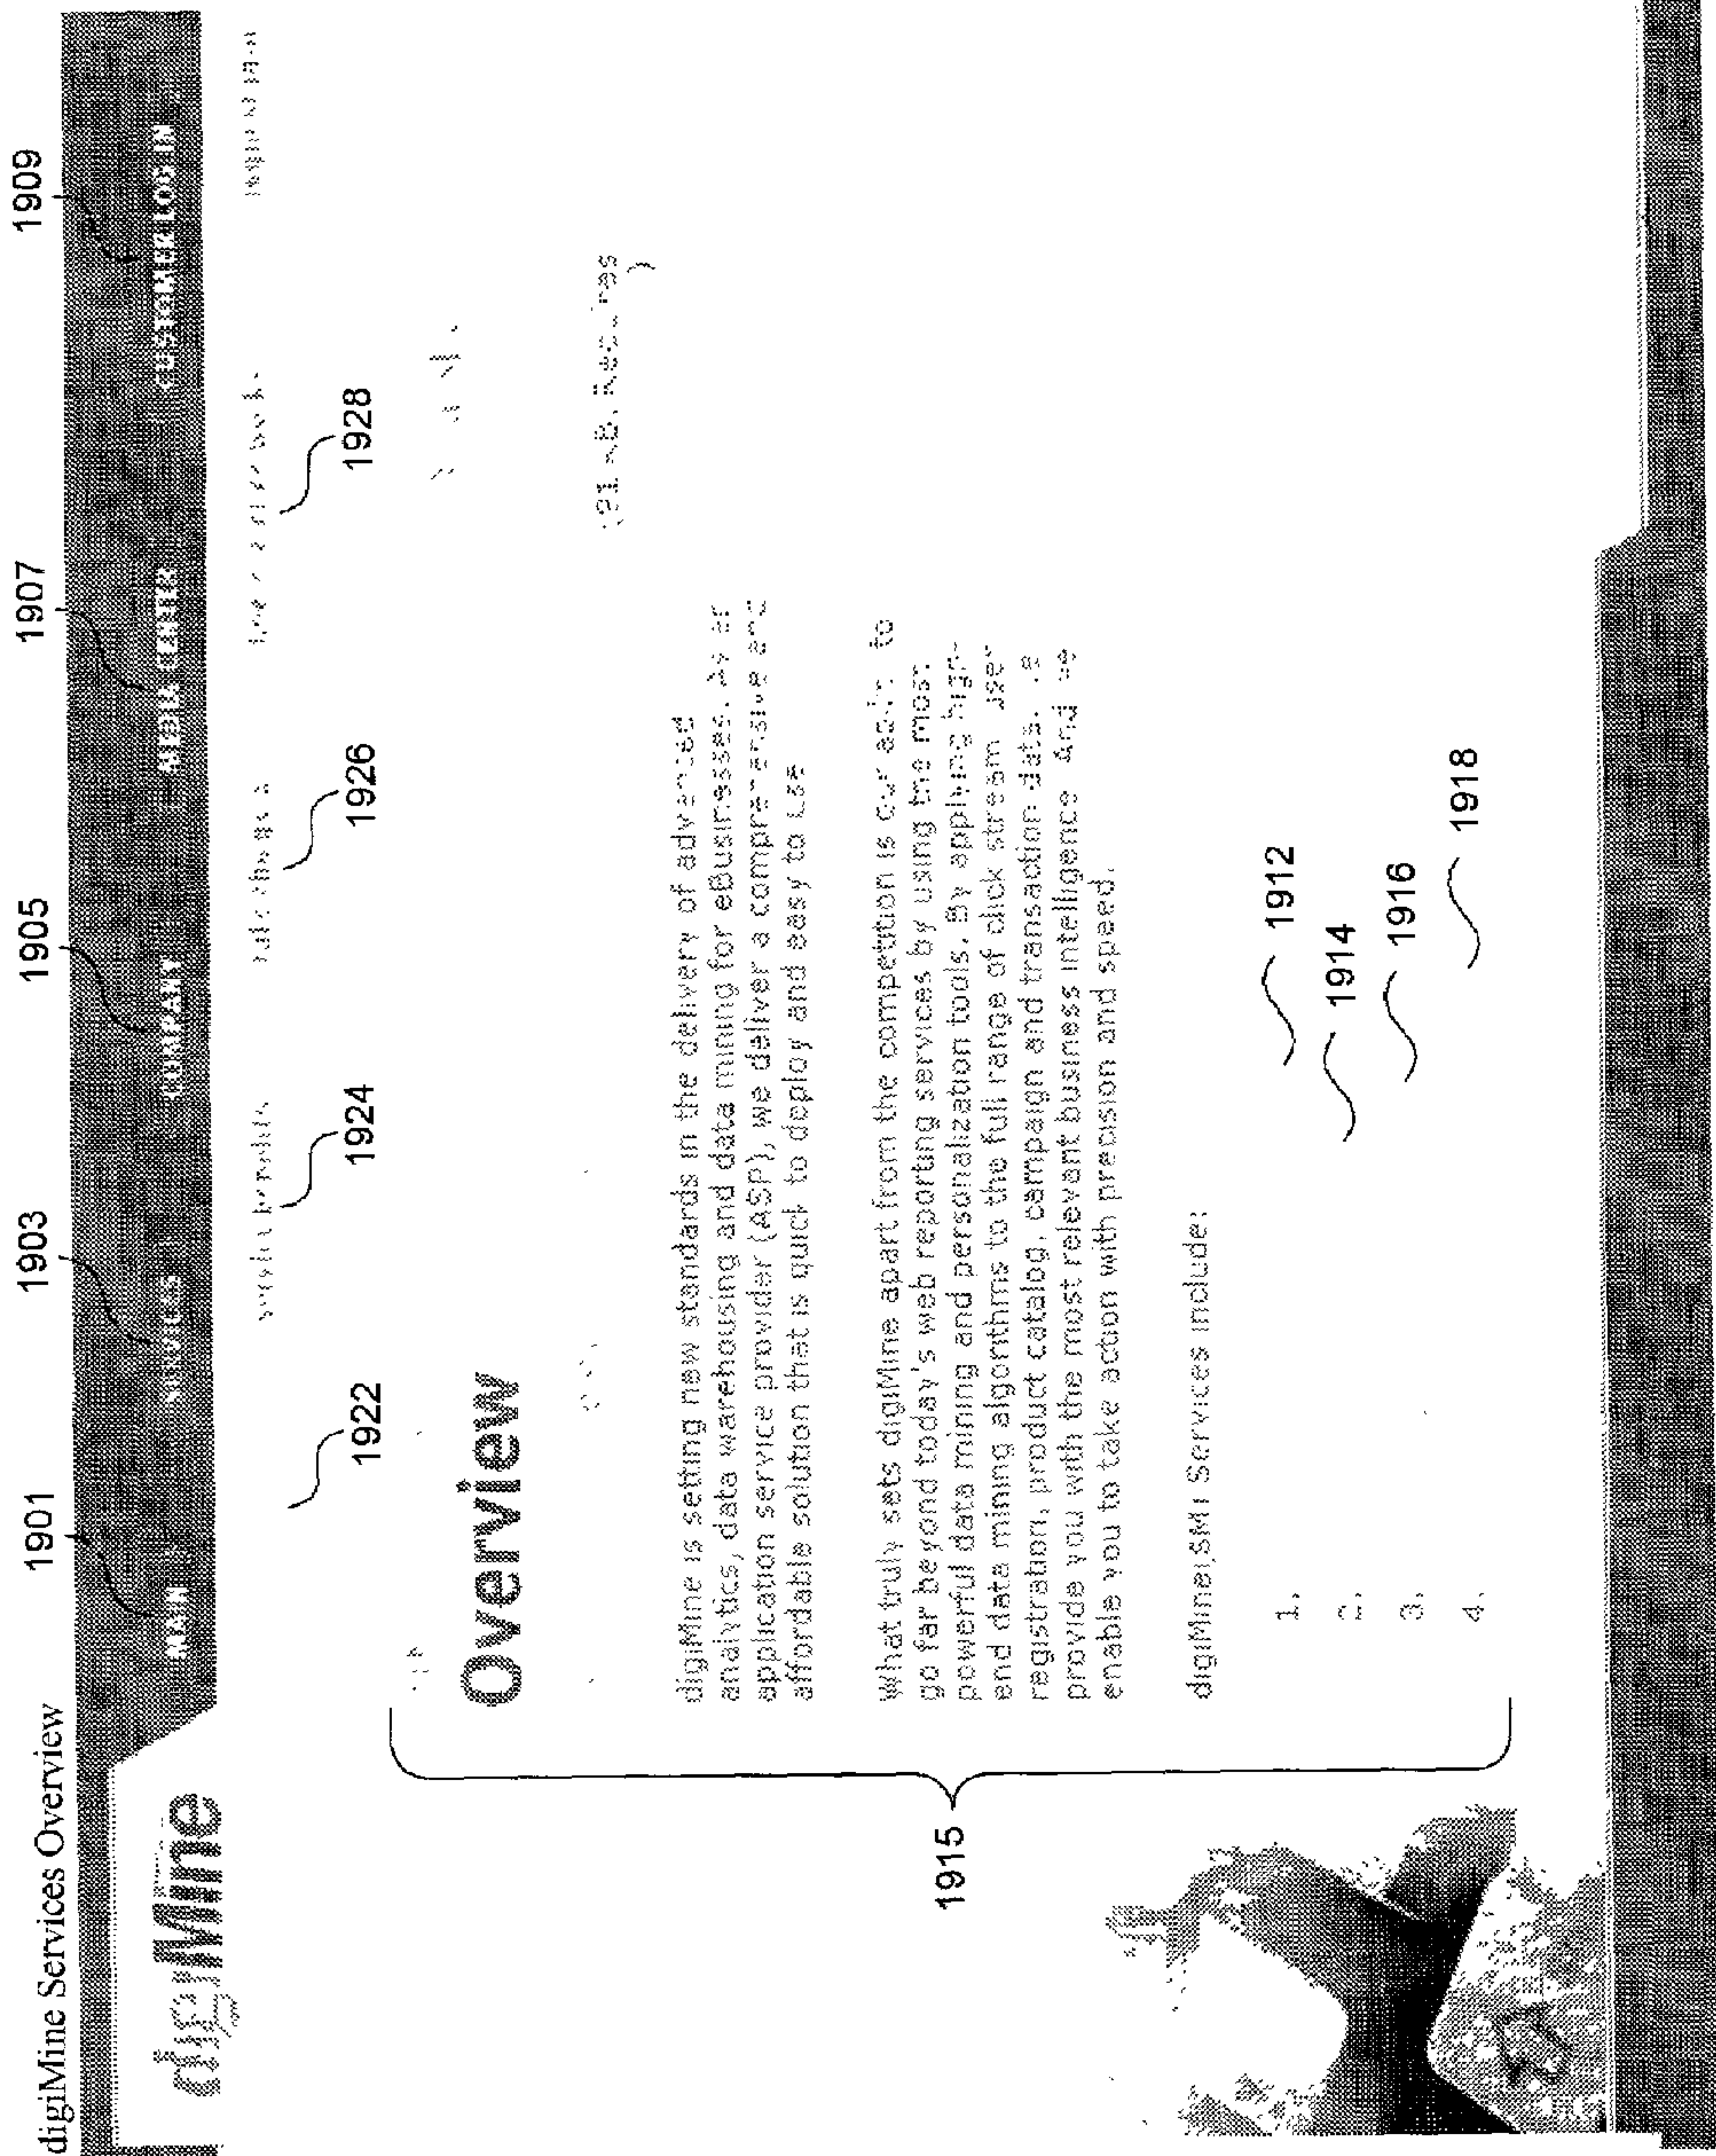 digiMine Services Overview
1901 1903 1905 1907 1909
digiMine
MAIN SERVICES COMPANY MEDIA CENTER CUSTOMER LOGIN
1922 1924 1926 1928
Overview
digiMine is setting new standards in the delivery of advanced
analytics, data warehousing and data mining for eBusinesses. As an
application service provider (ASP), we deliver a comprehensive and
affordable solution that is quick to deploy and easy to use
What truly sets digiMine apart from the competition is our ability to
go far beyond today's web reporting services by using the most
powerful data mining and personalization tools. By applying high-
end data mining algorithms to the full range of click stream user
registration, product catalog, campaign and transaction data,
provide you with the most relevant business intelligence And we
enable you to take action with precision and speed.
1915
digiMine(SM) Services include:
1. 1912
2. 1914
3. 1916
4. 1918